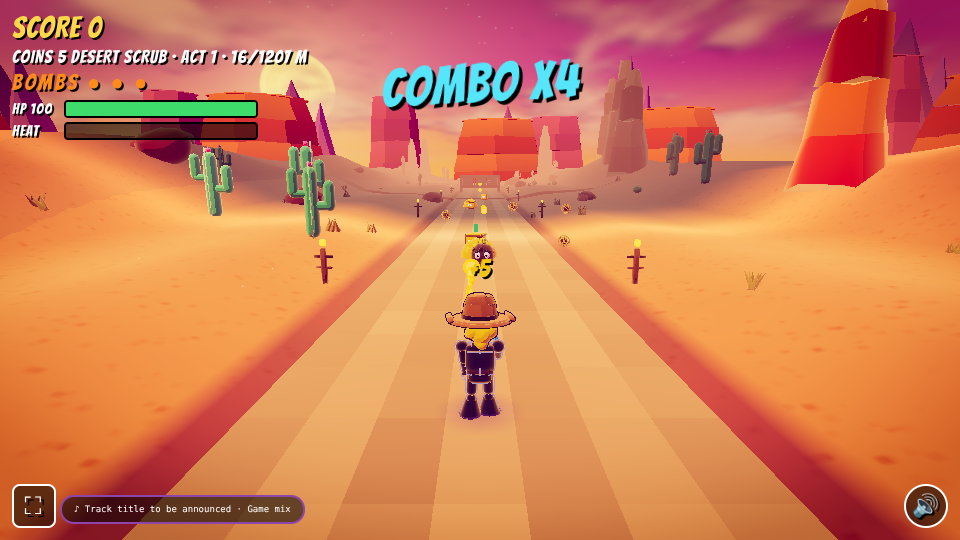 SCORE 0
COINS 5 DESERT SCRUB · ACT 1 · 16/1207 M
BOMBS
HP 100
HEAT
COMBO X4
+5
♪ Track title to be announced · Game mix